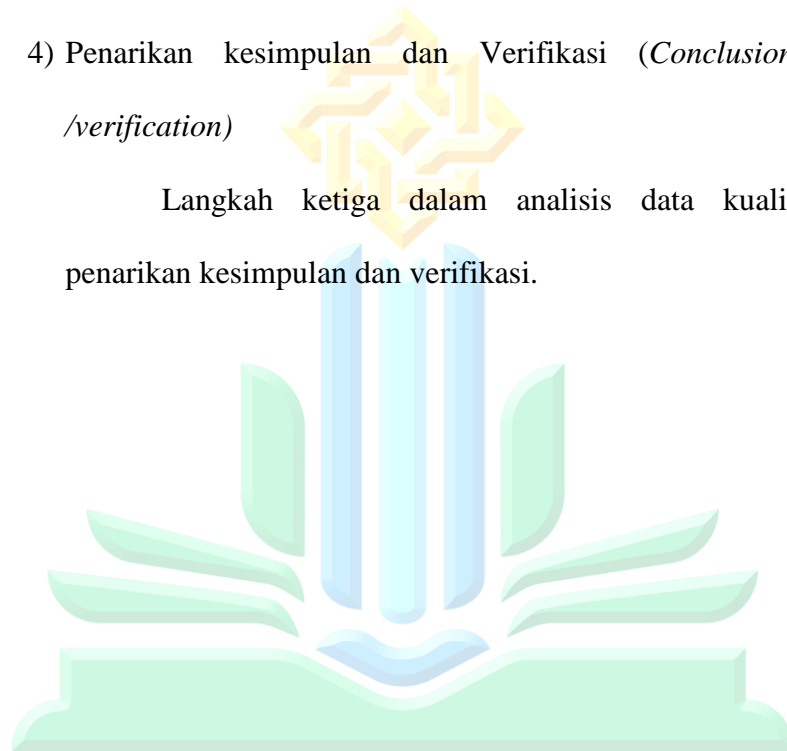 4) Penarikan kesimpulan dan Verifikasi (Conclusion
/verification)
Langkah ketiga dalam analisis data kuali
penarikan kesimpulan dan verifikasi.